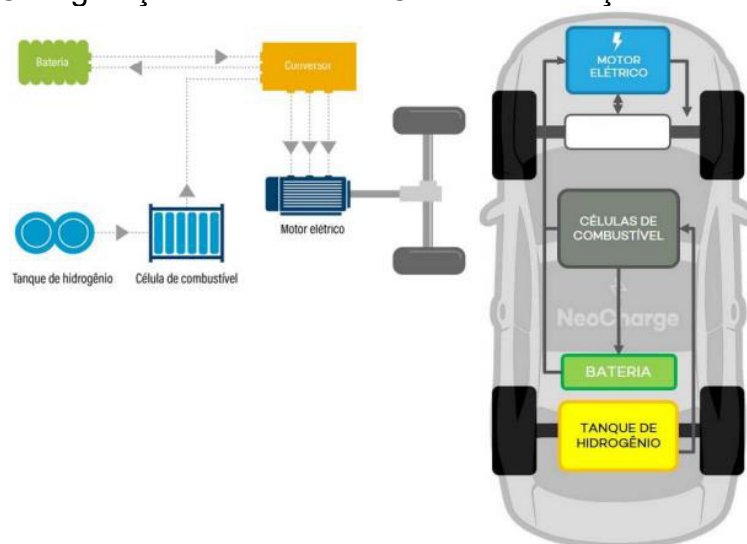 Bateria
Conversor
Motor elétrico
Tanque de hidrogênio
Célula de combustível
MOTOR
ELÉTRICO
CÉLULAS DE
COMBUSTÍVEL
NeoCharge
BATERIA
TANQUE DE
HIDROGÊNIO